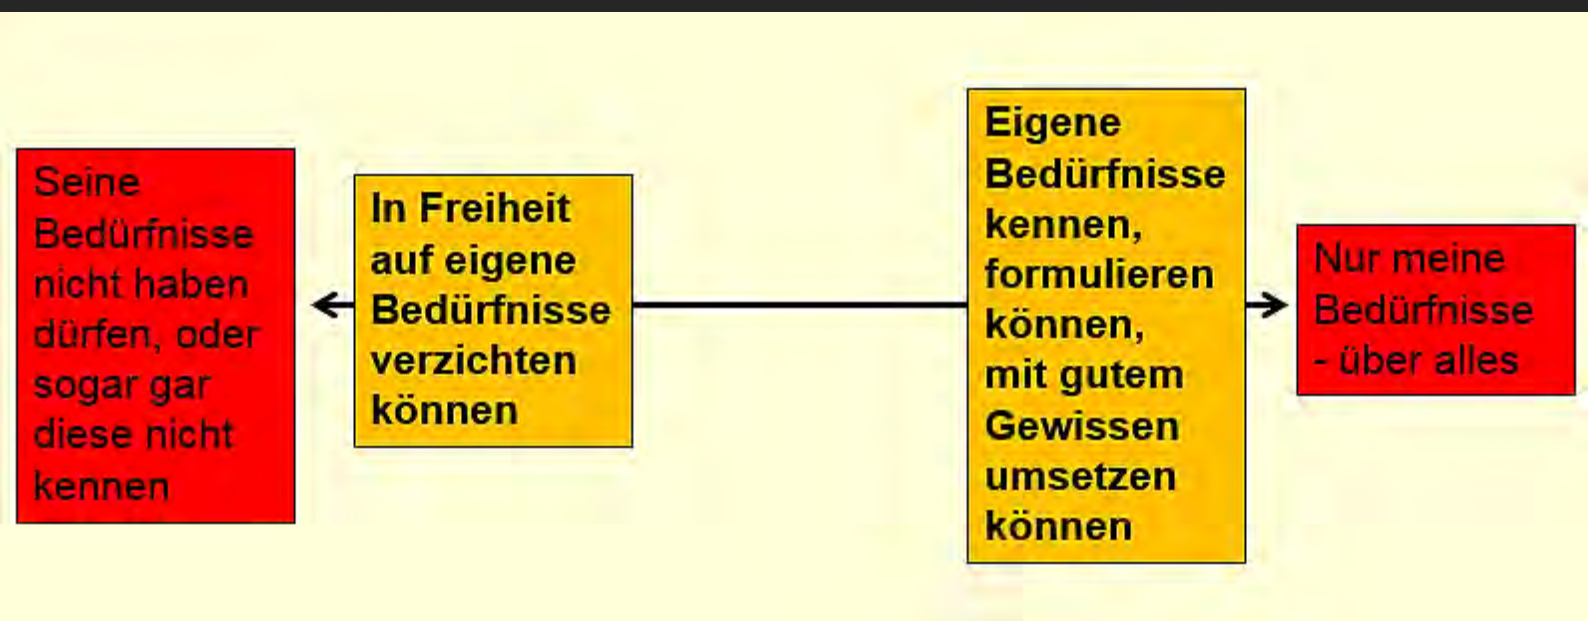 Seine
Bedürfnisse
nicht haben
dürfen, oder
sogar gar
diese nicht
kennen
In Freiheit
auf eigene
Bedürfnisse
verzichten
können
Eigene
Bedürfnisse
kennen,
formulieren
können,
mit gutem
Gewissen
umsetzen
können
Nur meine
Bedürfnisse
- über alles